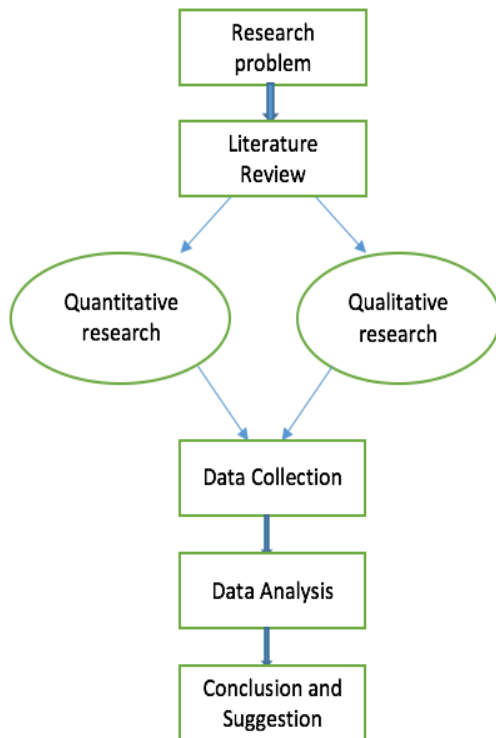 Research
problem
Literature
Review
Quantitative
research
Qualitative
research
Data Collection
Data Analysis
Conclusion and
Suggestion